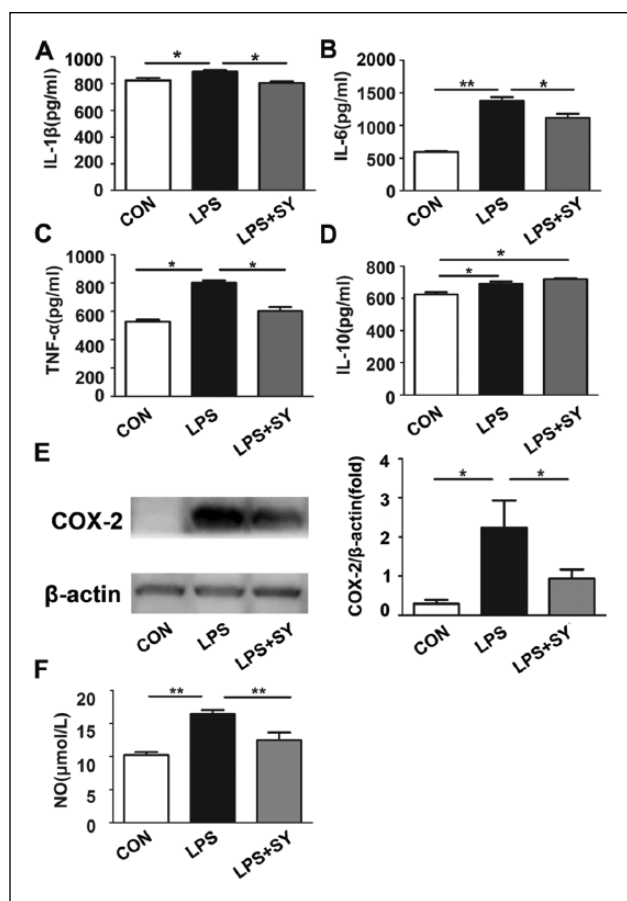 A
IL-1β(pg/ml)
1000
800
600
400
200
0
*
*
CON
LPS
LPS+SY
B
IL-6(pg/ml)
1500
1000
500
0
**
*
CON
LPS
LPS+SY
C
TNF-α(pg/ml)
1000
800
600
400
200
0
*
*
CON
LPS
LPS+SY
D
IL-10(pg/ml)
800
600
400
200
0
*
*
CON
LPS
LPS+SY
E
COX-2
β-actin
CON
LPS
LPS+SY
COX-2/β-actin(fold)
4
3
2
1
0
*
*
CON
LPS
LPS+SY
F
NO(μmol/L)
20
15
10
5
0
**
**
CON
LPS
LPS+SY